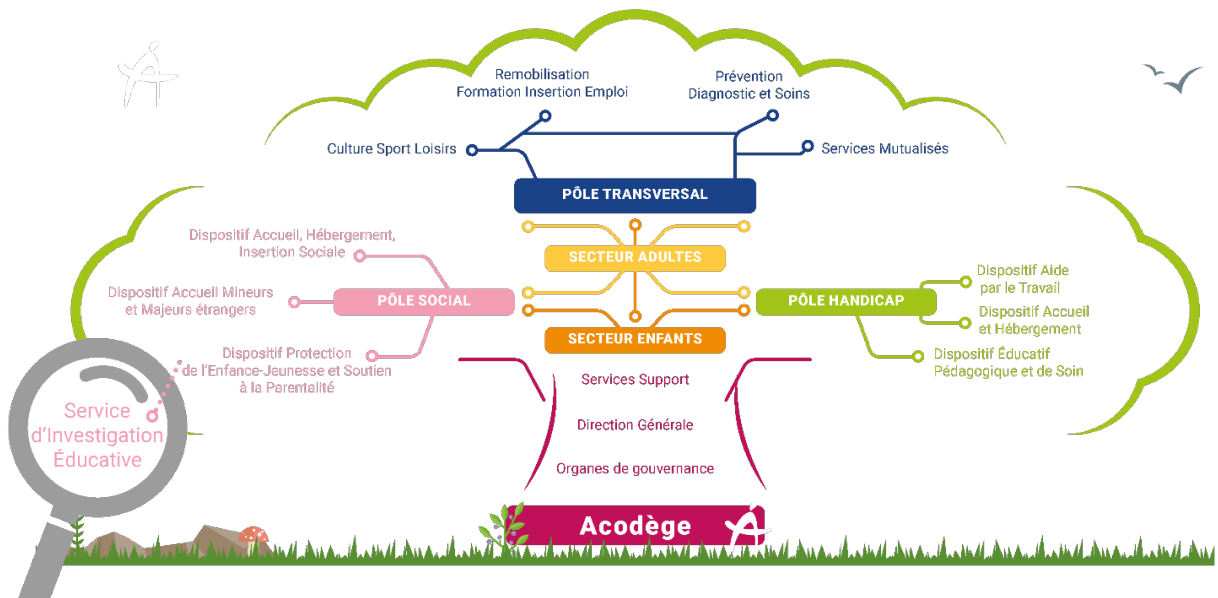 Remobilisation
Formation Insertion Emploi
Prévention
Diagnostic et Soins
Culture Sport Loisirs
Services Mutualisés
PÔLE TRANSVERSAL
SECTEUR ADULTES
Dispositif Accueil, Hébergement,
Insertion Sociale
PÔLE SOCIAL
Dispositif Accueil Mineurs
et Majeurs étrangers
Dispositif Protection
de l'Enfance-Jeunesse et Soutien
à la Parentalité
PÔLE HANDICAP
Dispositif Aide
par le Travail
Dispositif Accueil
et Hébergement
Dispositif Éducatif
Pédagogique et de Soin
SECTEUR ENFANTS
Services Support
Direction Générale
Organes de gouvernance
Service
d'Investigation
Éducative
Acodège